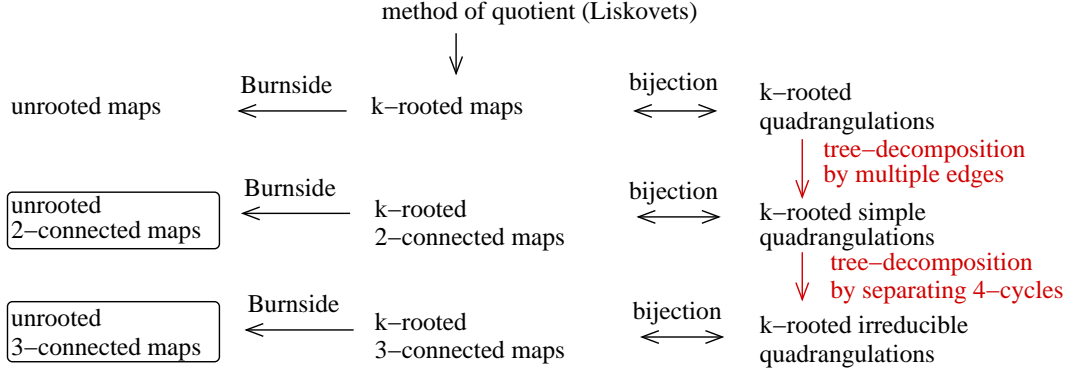 method of quotient (Liskovets)
unrooted maps
Burnside
k−rooted maps
bijection
k−rooted
quadrangulations
tree−decomposition
by multiple edges
unrooted
2−connected maps
Burnside
k−rooted
2−connected maps
bijection
k−rooted simple
quadrangulations
tree−decomposition
by separating 4−cycles
unrooted
3−connected maps
Burnside
k−rooted
3−connected maps
bijection
k−rooted irreducible
quadrangulations